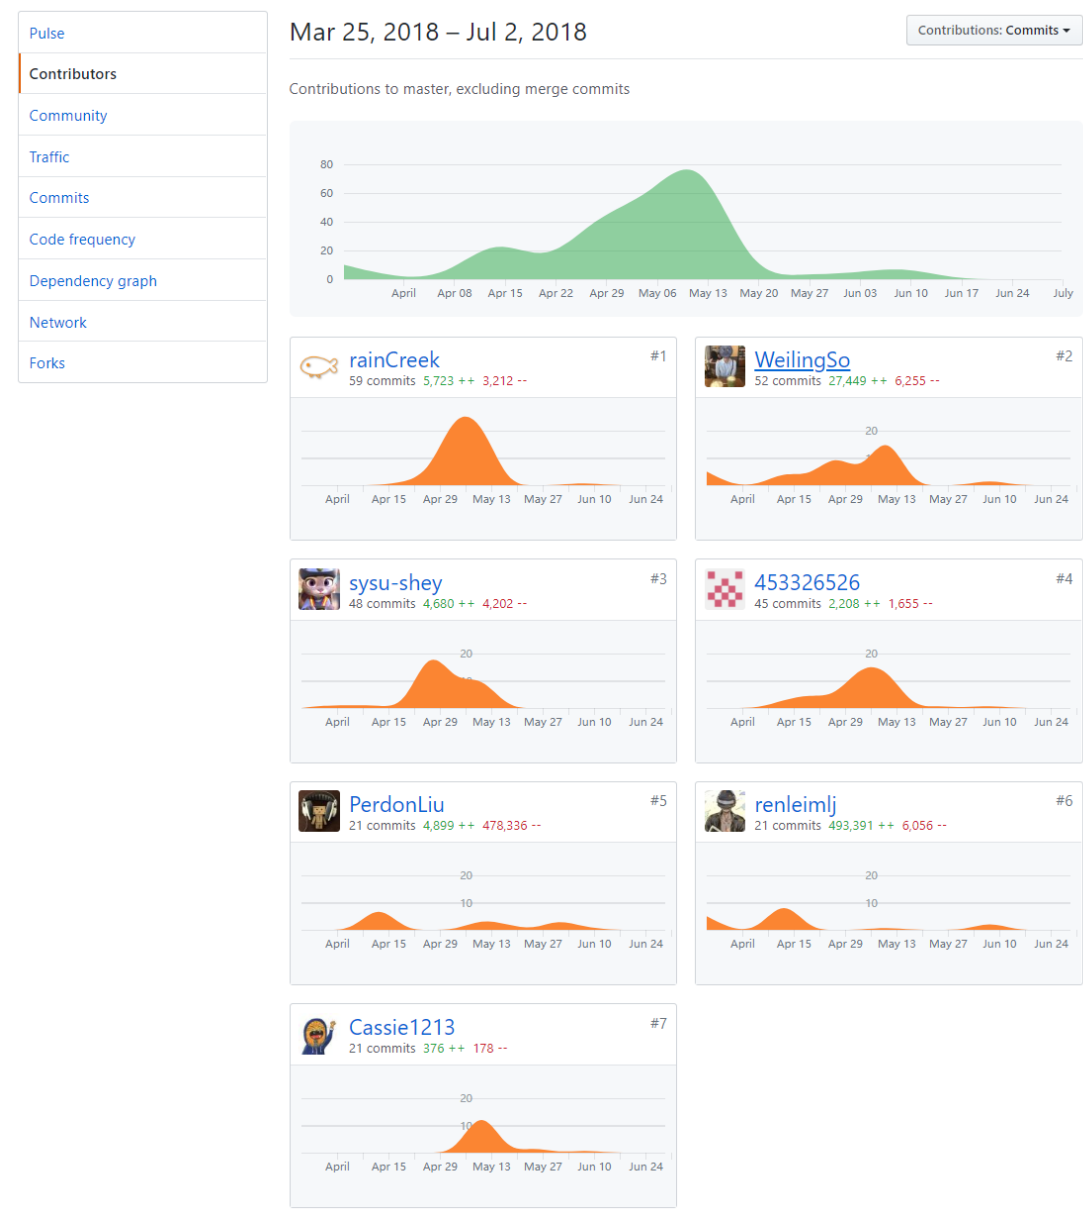 Pulse
Contributors
Community
Traffic
Commits
Code frequency
Dependency graph
Network
Forks
Mar 25, 2018 – Jul 2, 2018
Contributions: Commits
Contributions to master, excluding merge commits
80
60
40
20
0
April Apr 08 Apr 15 Apr 22 Apr 29 May 06 May 13 May 20 May 27 Jun 03 Jun 10 Jun 17 Jun 24 July
rainCreek #1
59 commits 5,723 ++ 3,212 --
April Apr 15 Apr 29 May 13 May 27 Jun 10 Jun 24
WeilingSo #2
52 commits 27,449 ++ 6,255 --
20
April Apr 15 Apr 29 May 13 May 27 Jun 10 Jun 24
sysu-shey #3
48 commits 4,680 ++ 4,202 --
20
April Apr 15 Apr 29 May 13 May 27 Jun 10 Jun 24
453326526 #4
45 commits 2,208 ++ 1,655 --
20
April Apr 15 Apr 29 May 13 May 27 Jun 10 Jun 24
PerdonLiu #5
21 commits 4,899 ++ 478,336 --
20
10
April Apr 15 Apr 29 May 13 May 27 Jun 10 Jun 24
renleimlj #6
21 commits 493,391 ++ 6,056 --
20
10
April Apr 15 Apr 29 May 13 May 27 Jun 10 Jun 24
Cassie1213 #7
21 commits 376 ++ 178 --
20
10
April Apr 15 Apr 29 May 13 May 27 Jun 10 Jun 24